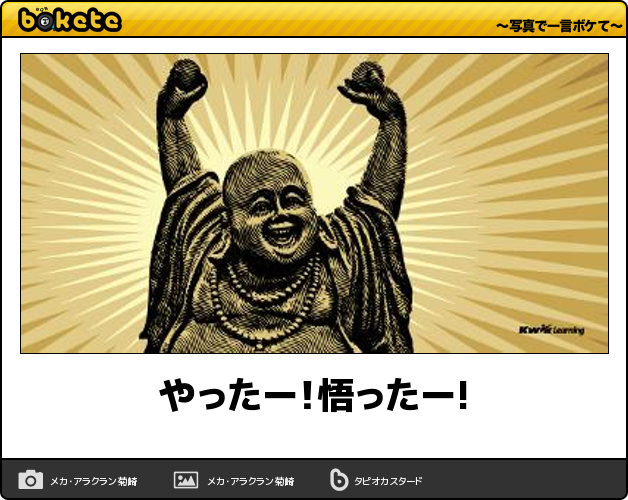 bokete
〜写真で一言ボケて〜
Kwik Learning
やったー!悟ったー!
メカ・アラクラン菊崎
メカ・アラクラン菊崎
タピオカスタード